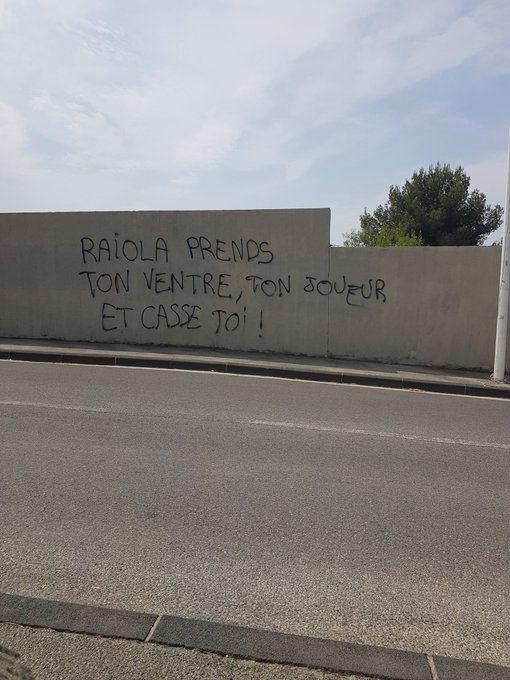 RAIOLA PRENDS
TON VENTRE, TON JOUEUR
ET CASSE TOI !